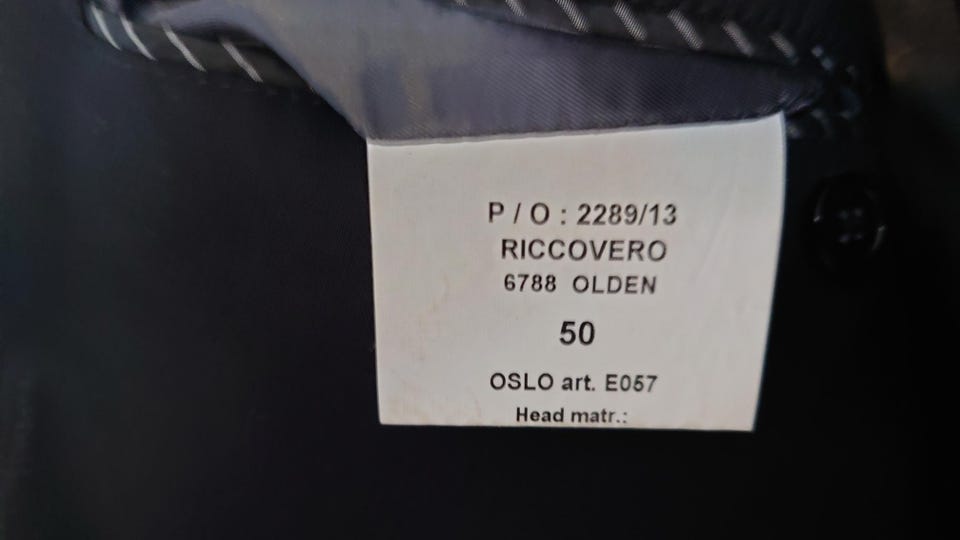 P / O : 2289/13
RICCOVERO
6788 OLDEN
50
OSLO art. E057
Head matr.: